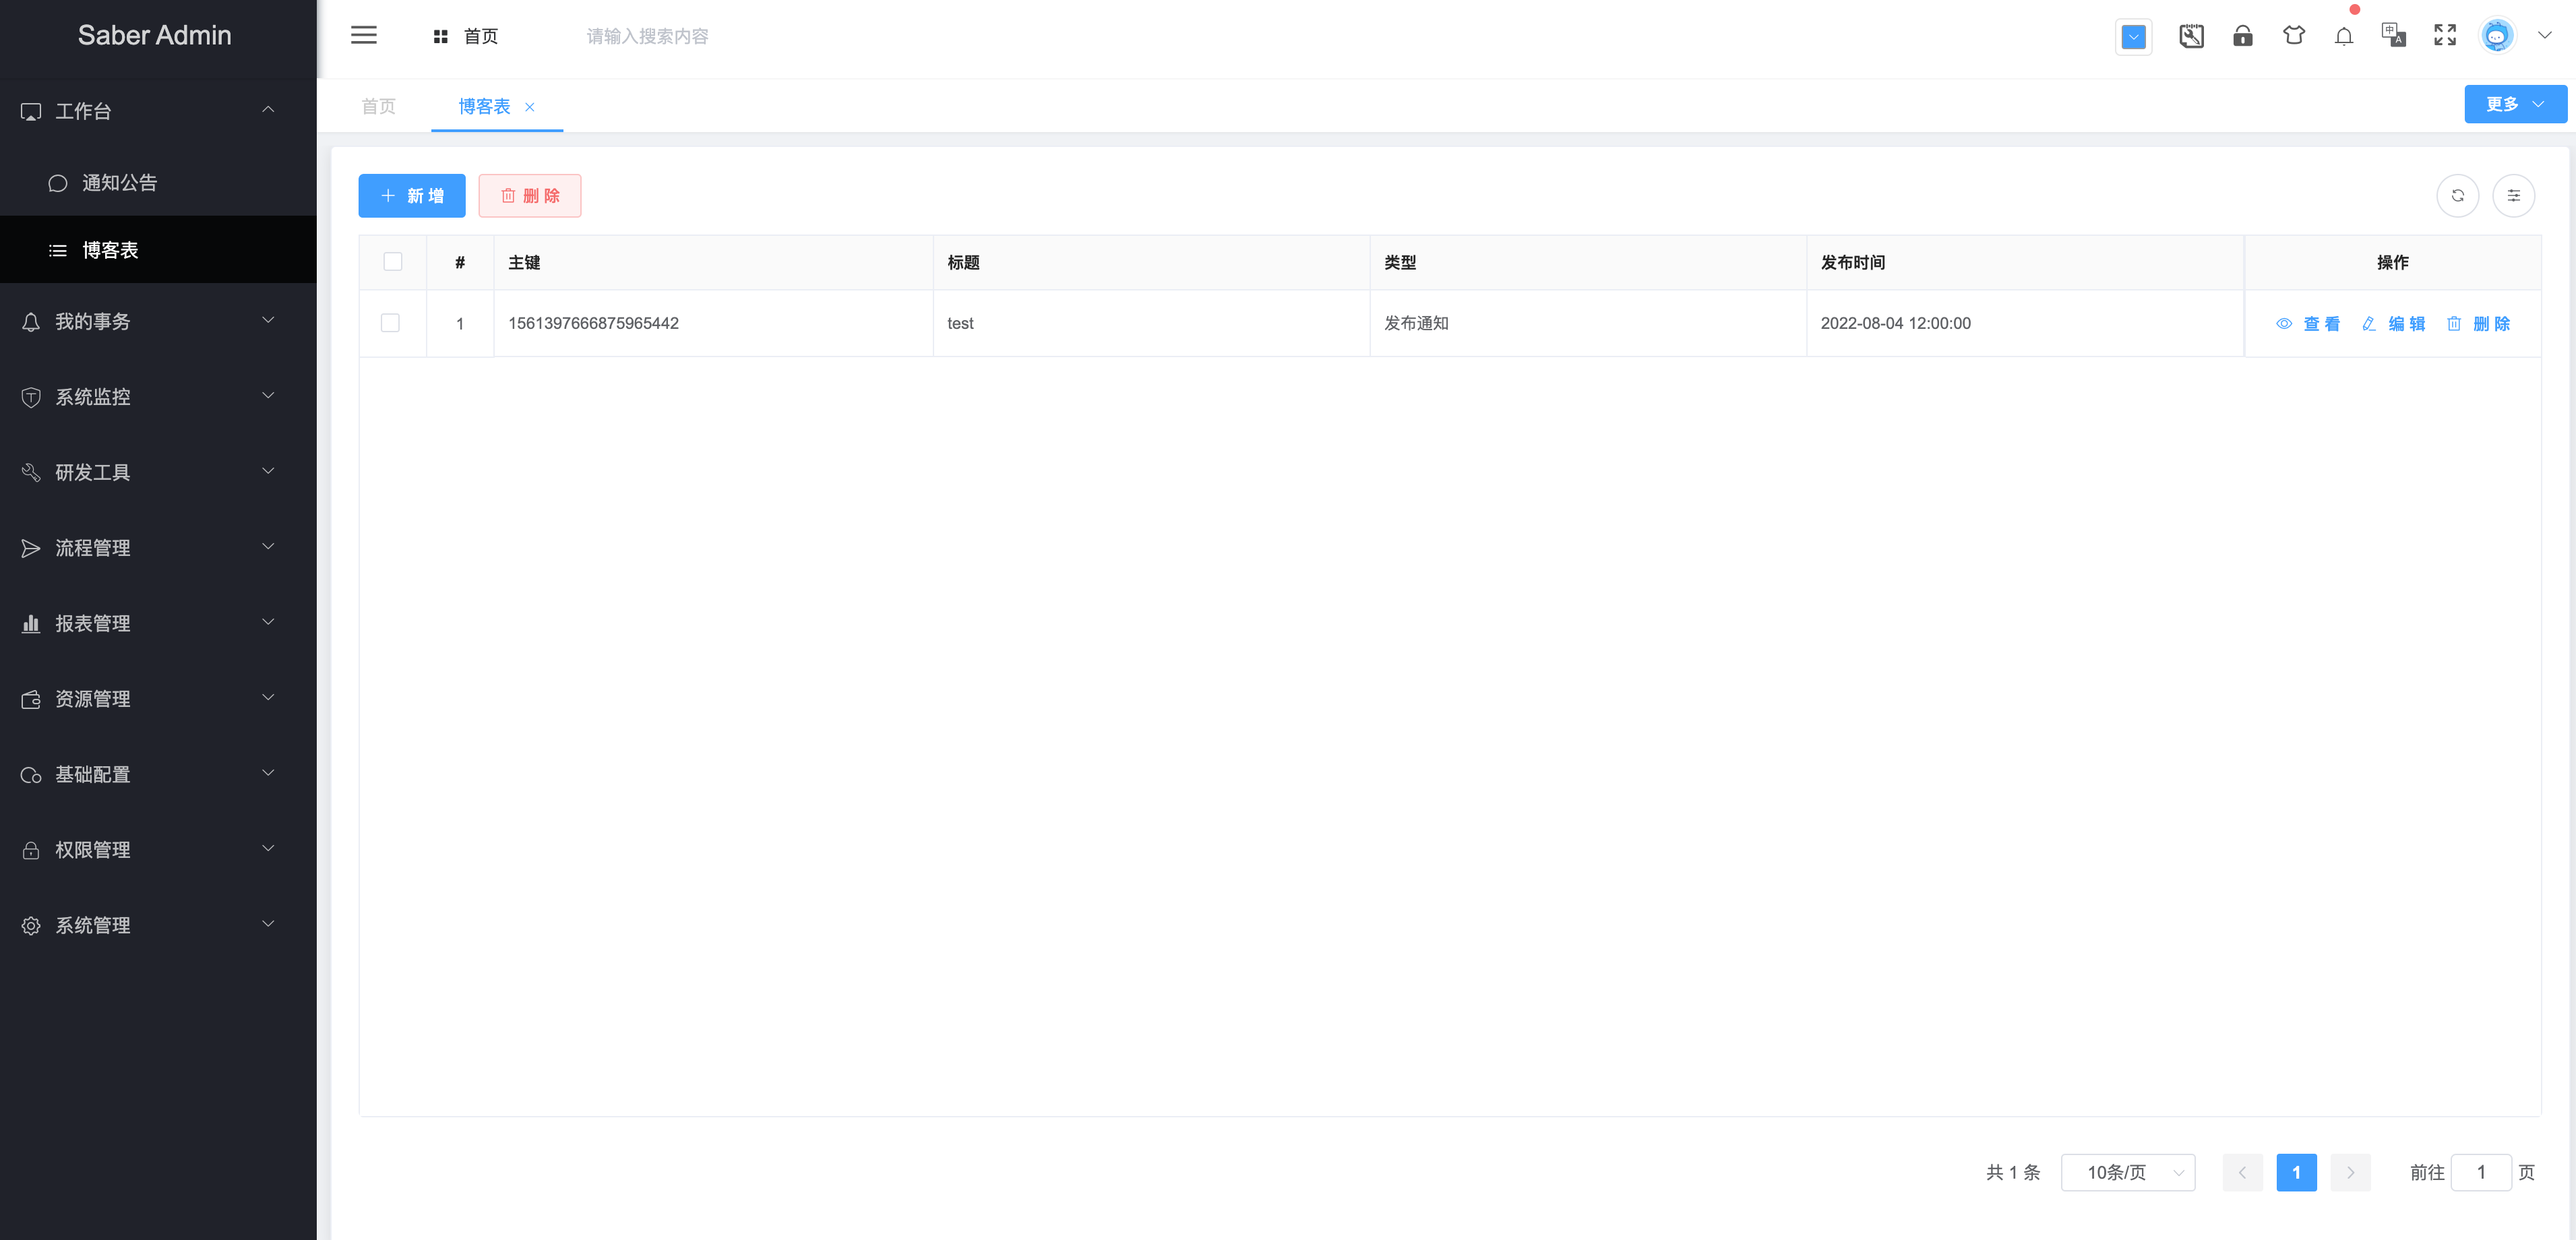 Saber Admin
首页
请输入搜索内容
中
A
首页
博客表
更多
工作台
通知公告
博客表
我的事务
系统监控
研发工具
流程管理
报表管理
资源管理
基础配置
权限管理
系统管理
新 增
删 除
# 主键 标题 类型 发布时间 操作
1 1561397666875965442 test 发布通知 2022-08-04 12:00:00 查 看 编 辑 删 除
共 1 条 10条/页 1 前往 1 页